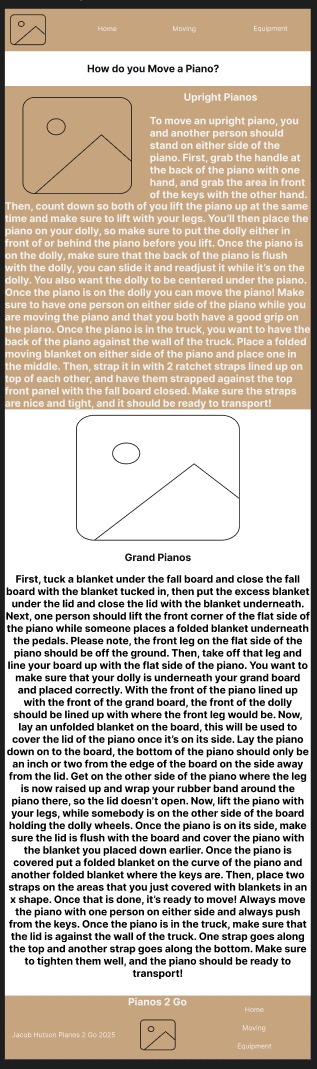 Home Moving Equipment
How do you Move a Piano?
Upright Pianos
To move an upright piano, you
and another person should
stand on either side of the
piano. First, grab the handle at
the back of the piano with one
hand, and grab the area in front
of the keys with the other hand.
Then, count down so both of you lift the piano up at the same
time and make sure to lift with your legs. You'll then place the
piano on your dolly, so make sure to put the dolly either in
front of or behind the piano before you lift. Once the piano is
on the dolly, make sure that the back of the piano is flush
with the dolly, you can slide it and readjust it while it's on the
dolly. You also want the dolly to be centered under the piano.
Once the piano is on the dolly you can move the piano! Make
sure to have one person on either side of the piano while you
are moving the piano and that you both have a good grip on
the piano. Once the piano is in the truck, you want to have the
back of the piano against the wall of the truck. Place a folded
moving blanket on either side of the piano and place one in
the middle. Then, strap it in with 2 ratchet straps lined up on
top of each other, and have them strapped against the top
front panel with the fall board closed. Make sure the straps
are nice and tight, and it should be ready to transport!
Grand Pianos
First, tuck a blanket under the fall board and close the fall
board with the blanket tucked in, then put the excess blanket
under the lid and close the lid with the blanket underneath.
Next, one person should lift the front corner of the flat side of
the piano while someone places a folded blanket underneath
the pedals. Please note, the front leg on the flat side of the
piano should be off the ground. Then, take off that leg and
line your board up with the flat side of the piano. You want to
make sure that your dolly is underneath your grand board
and placed correctly. With the front of the piano lined up
with the front of the grand board, the front of the dolly
should be lined up with where the front leg would be. Now,
lay an unfolded blanket on the board, this will be used to
cover the lid of the piano once it's on its side. Lay the piano
down on to the board, the bottom of the piano should only be
an inch or two from the edge of the board on the side away
from the lid. Get on the other side of the piano where the leg
is now raised up and wrap your rubber band around the
piano there, so the lid doesn't open. Now, lift the piano with
your legs, while somebody is on the other side of the board
holding the dolly wheels. Once the piano is on its side, make
sure the lid is flush with the board and cover the piano with
the blanket you placed down earlier. Once the piano is
covered put a folded blanket on the curve of the piano and
another folded blanket where the keys are. Then, place two
straps on the areas that you just covered with blankets in an
x shape. Once that is done, it's ready to move! Always move
the piano with one person on either side and always push
from the keys. Once the piano is in the truck, make sure that
the lid is against the wall of the truck. One strap goes along
the top and another strap goes along the bottom. Make sure
to tighten them well, and the piano should be ready to
transport!
Pianos 2 Go
Home
Moving
Jacob Hutson Pianos 2 Go 2025
Equipment